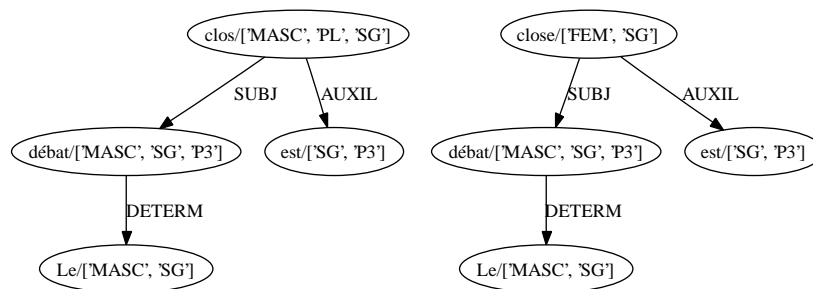 clos/['MASC', 'PL', 'SG']
SUBJ
AUXIL
débat/['MASC', 'SG', 'P3']
est/['SG', 'P3']
DETERM
Le/['MASC', 'SG']
close/['FEM', 'SG']
SUBJ
AUXIL
débat/['MASC', 'SG', 'P3']
est/['SG', 'P3']
DETERM
Le/['MASC', 'SG']